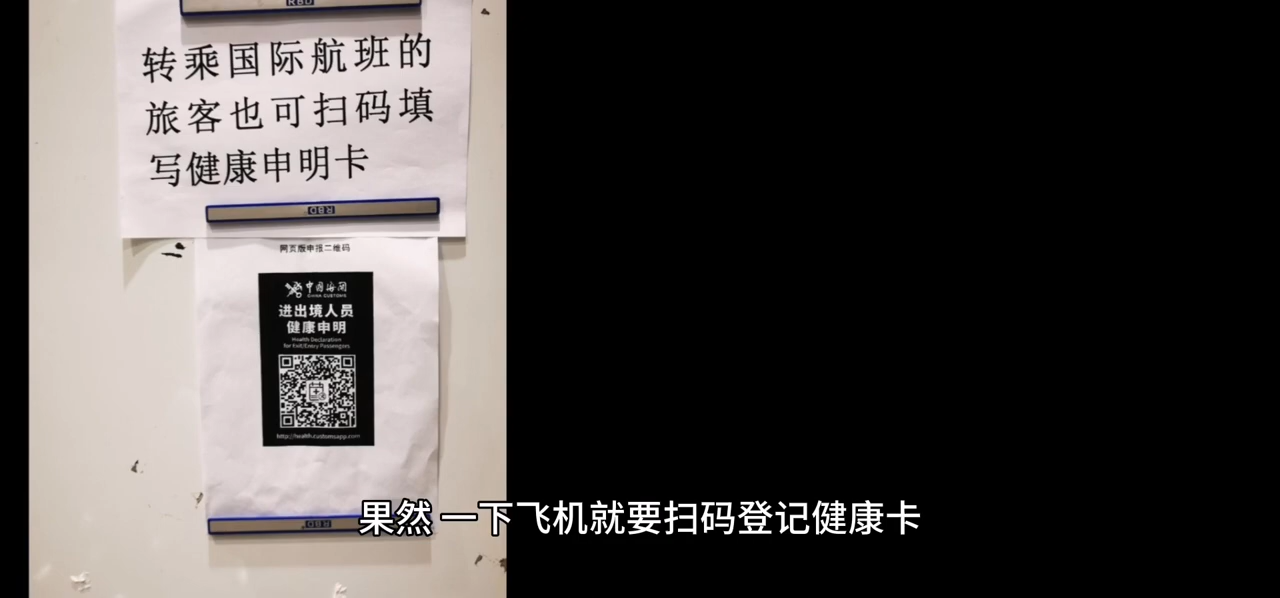 RBD
转乘国际航班的
旅客也可扫码填
写健康申明卡
RBD
网页版申报二维码
中国海关
CHINA CUSTOMS
进出境人员
健康申明
Health Declaration
for Exit/Entry Passengers
http://health.customsapp.com
RBD
果然 一下飞机就要扫码登记健康卡